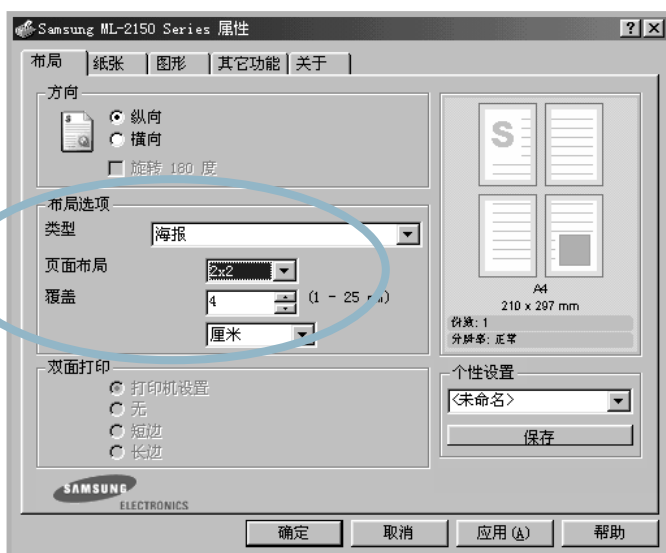 Samsung ML-2150 Series 属性
布局 纸张 图形 其它功能 关于
方向
纵向
横向
旋转 180 度
布局选项
类型 海报
页面布局 2x2
覆盖 4 (1 - 25
厘米
双面打印
打印机设置
无
短边
长边
SAMSUNG
ELECTRONICS
S
A4
210 x 297 mm
份数: 1
分辨率: 正常
个性设置
<未命名>
保存
确定 取消 应用(A) 帮助